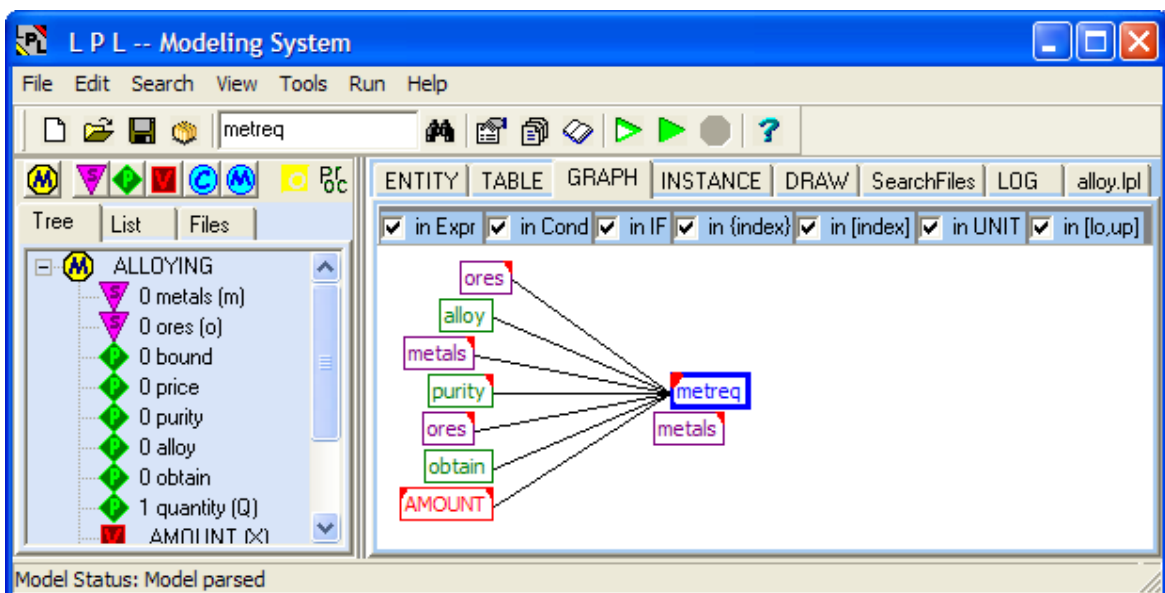 L P L -- Modeling System
File Edit Search View Tools Run Help
metreq
S P V C M O Pr oc
ENTITY TABLE GRAPH INSTANCE DRAW SearchFiles LOG alloy.lpl
Tree List Files
in Expr in Cond in IF in {index} in [index] in UNIT in [lo,up]
ALLOYING
0 metals (m)
0 ores (o)
0 bound
0 price
0 purity
0 alloy
0 obtain
1 quantity (Q)
AMOUNT (X)
ores
alloy
metals
purity
ores
obtain
AMOUNT
metreq
metals
Model Status: Model parsed